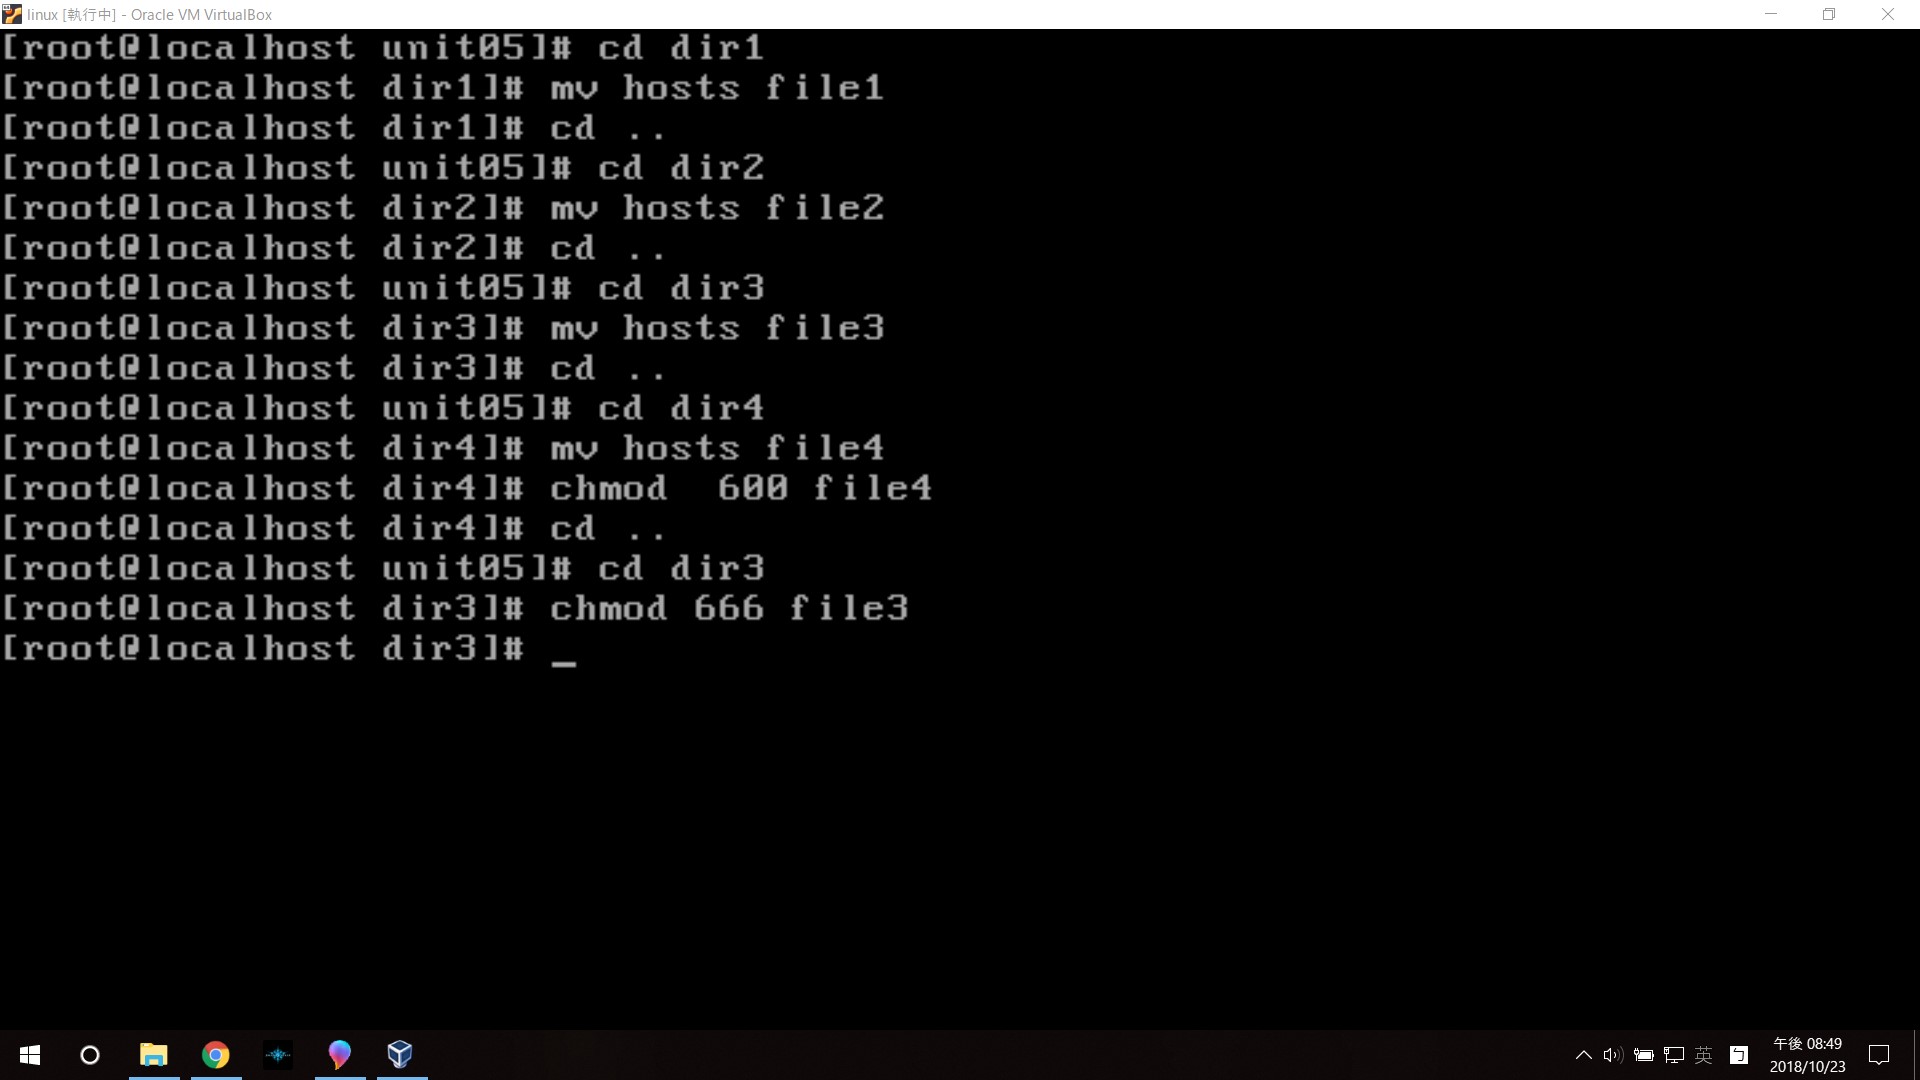 linux [執行中] - Oracle VM VirtualBox
[root@localhost unit05]# cd dir1
[root@localhost dir1]# mv hosts file1
[root@localhost dir1]# cd ..
[root@localhost unit05]# cd dir2
[root@localhost dir2]# mv hosts file2
[root@localhost dir2]# cd ..
[root@localhost unit05]# cd dir3
[root@localhost dir3]# mv hosts file3
[root@localhost dir3]# cd ..
[root@localhost unit05]# cd dir4
[root@localhost dir4]# mv hosts file4
[root@localhost dir4]# chmod  600 file4
[root@localhost dir4]# cd ..
[root@localhost unit05]# cd dir3
[root@localhost dir3]# chmod 666 file3
[root@localhost dir3]# _
英
ㄅ
午後 08:49
2018/10/23